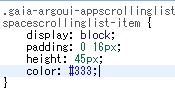 .gaia-argoui-appscrollinglist
spacescrollinglist-item {
display: block;
padding: 0 16px;
height: 45px;
color: #333;
}